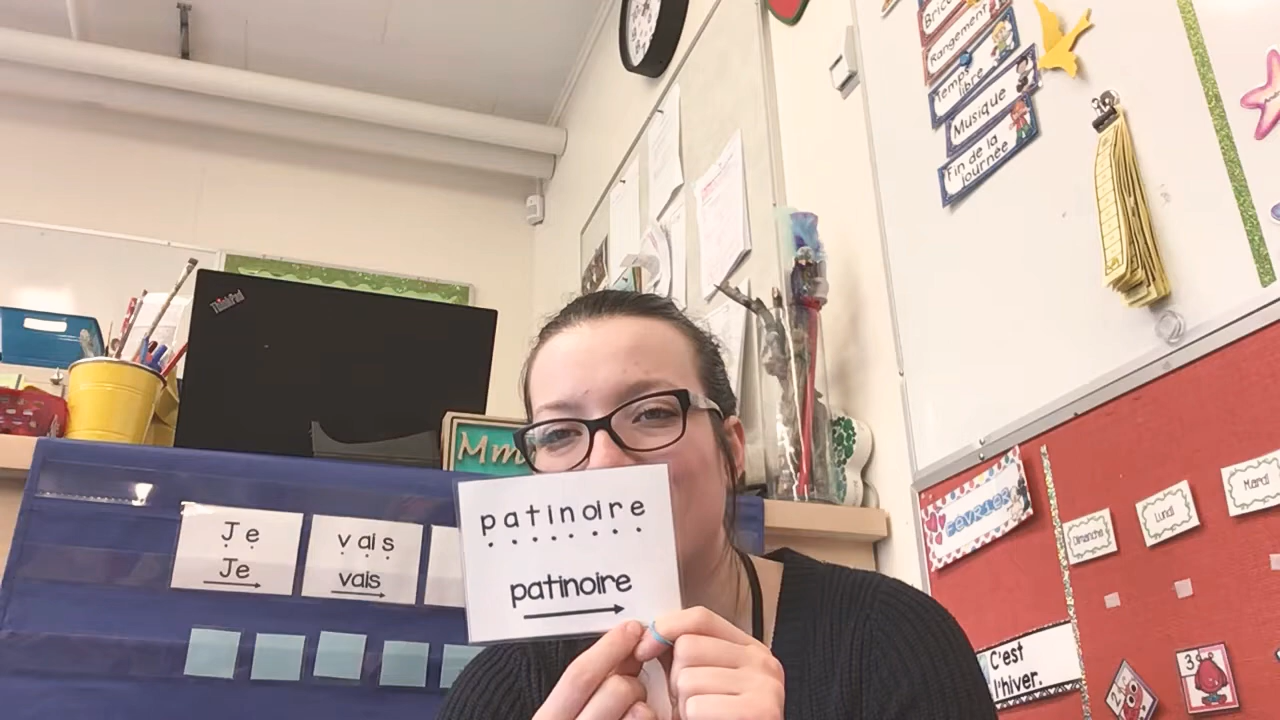 Bricolage
Rangement
Temps
libre
Musique
Fin de la
journée
ThinkPad
Mm
Je
Je
vais
vais
patinoire
patinoire
Février
Dimanche
Lundi
Mardi
C'est
l'hiver.
3